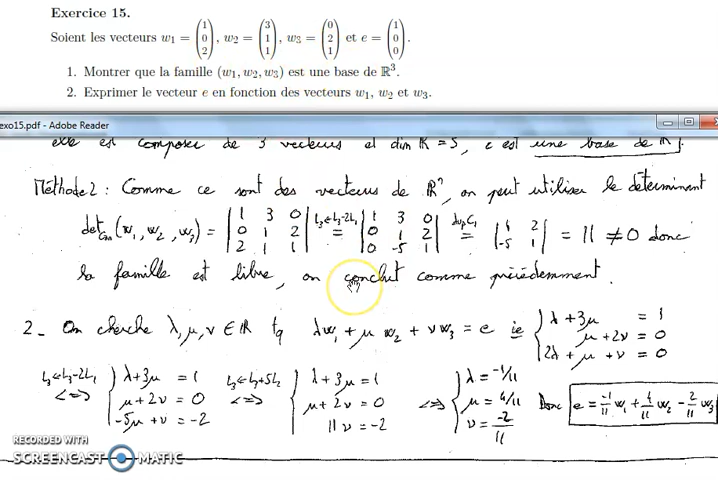 Exercice 15.
Soient les vecteurs w₁ = (1 0 2), w₂ = (3 1 1), w₃ = (0 2 1) et e = (1 0 0).
1. Montrer que la famille (w₁, w₂, w₃) est une base de ℝ³.
2. Exprimer le vecteur e en fonction des vecteurs w₁, w₂ et w₃.
exo15.pdf - Adobe Reader
elle est composer de 3 vecteurs et dim ℝ³ = 3, c'est une base de ℝ³.
Méthode 2 : Comme ce sont des vecteurs de ℝⁿ, on peut utiliser le déterminant
det (w₁, w₂, w₃) = |1 3 0 ; 0 1 2 ; 2 1 1| L₃←L₃-2L₁ = |1 3 0 ; 0 1 2 ; 0 -5 1| dvp C₁ = |1 2 ; -5 1| = 11 ≠ 0 donc
la famille est libre, on conclut comme précédemment.
2_ On cherche λ, μ, ν ∈ ℝ tq λw₁ + μw₂ + νw₃ = e ie { λ + 3μ = 1 ; μ + 2ν = 0 ; 2λ + μ + ν = 0
L₃←L₃-2L₁ <=> { λ + 3μ = 1 ; μ + 2ν = 0 ; -5μ + ν = -2 L₃←L₃+5L₂ <=> { λ + 3μ = 1 ; μ + 2ν = 0 ; 11ν = -2 <=> { λ = -1/11 ; μ = 4/11 ; ν = -2/11 Donc e = -1/11 w₁ + 4/11 w₂ - 2/11 w₃
RECORDED WITH
SCREENCAST MATIC